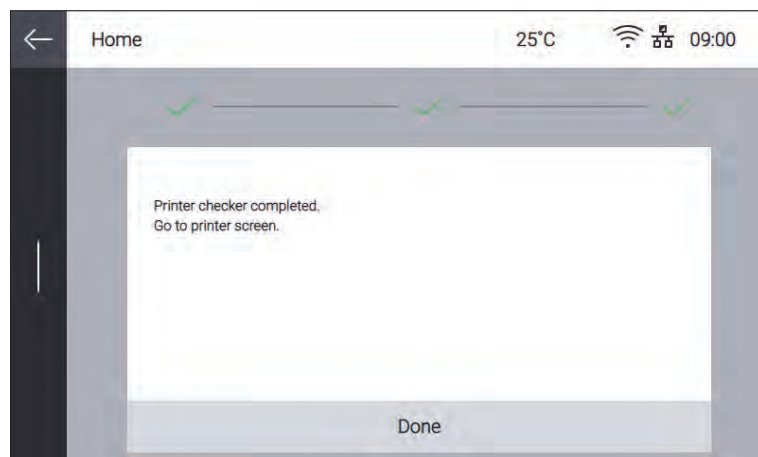 Home 25°C 09:00
Printer checker completed.
Go to printer screen.
Done